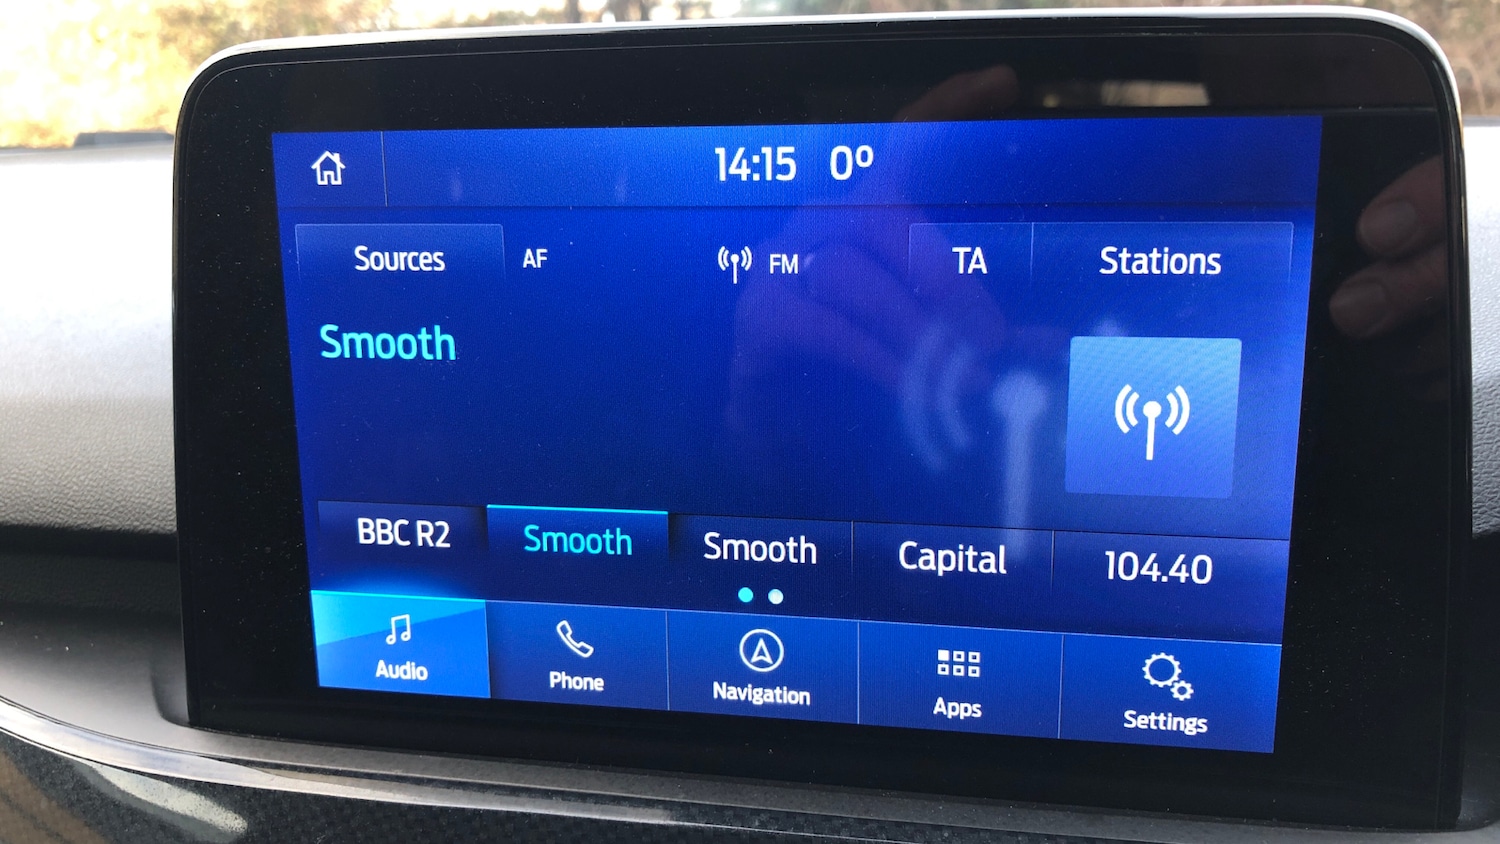 14:15 0°
Sources AF FM TA Stations
Smooth
BBC R2 Smooth Smooth Capital 104.40
Audio Phone Navigation Apps Settings